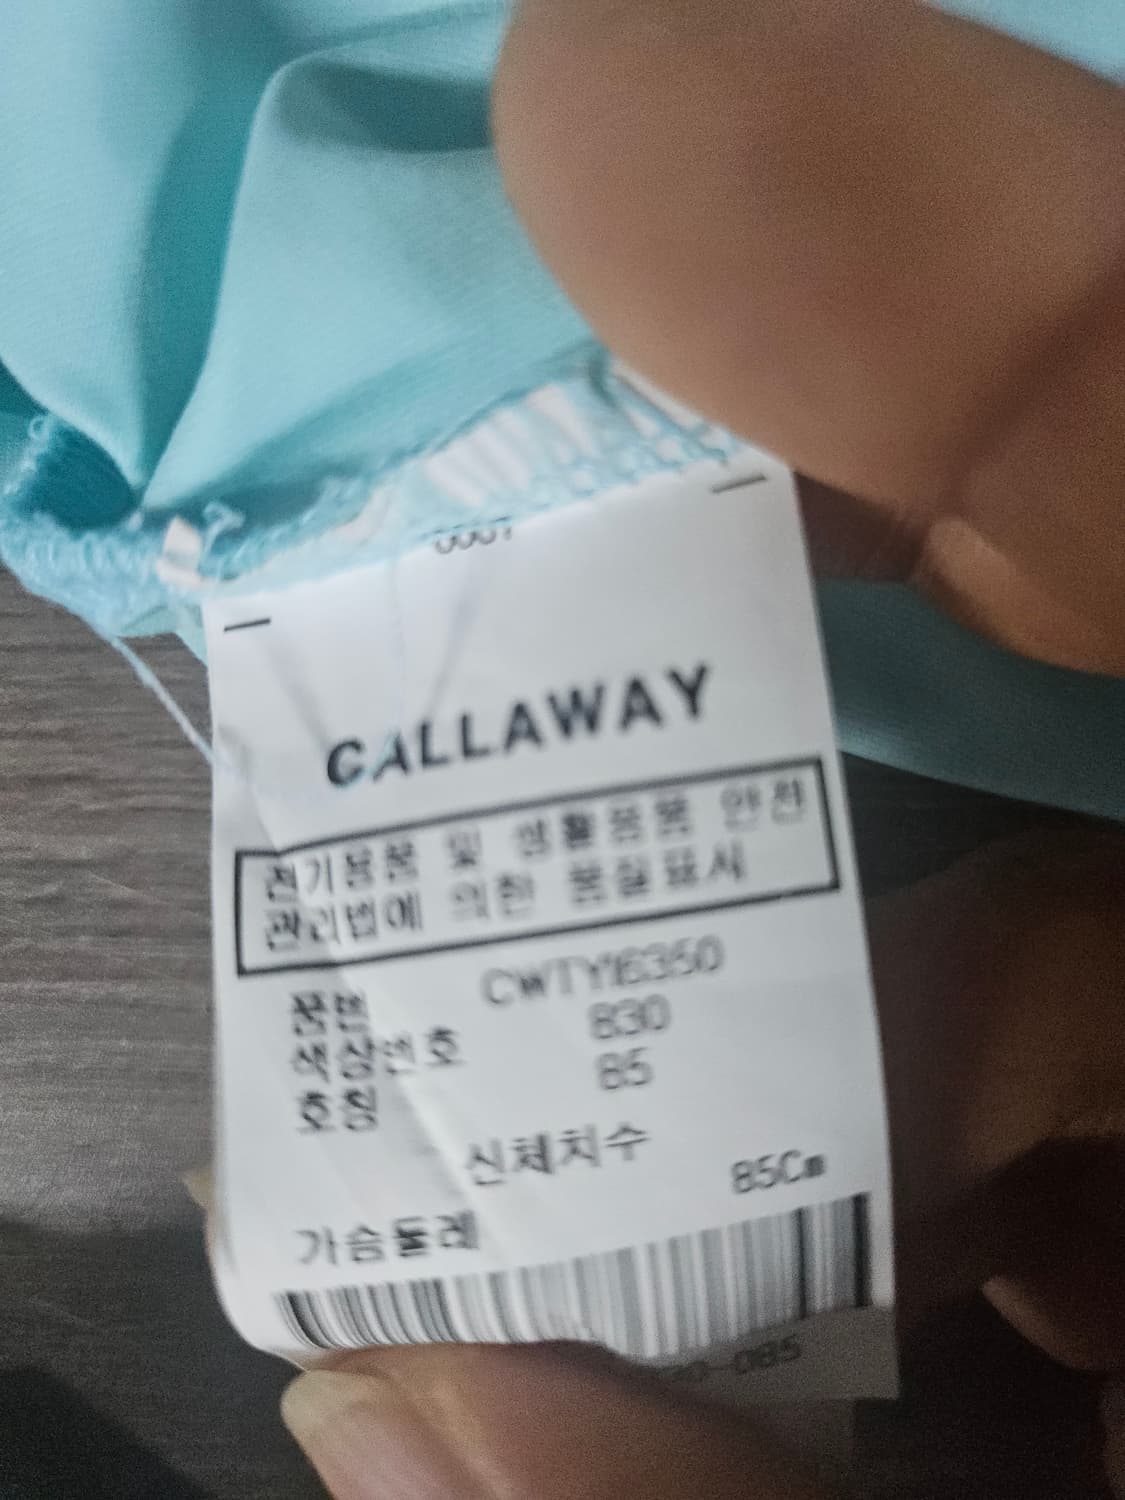 CALLAWAY
전기용품 및 생활용품 안전
관리법에 의한 품질표시
품번 CWTYI6350
색상번호 830
호칭 85
신체치수
가슴둘레 85Cm